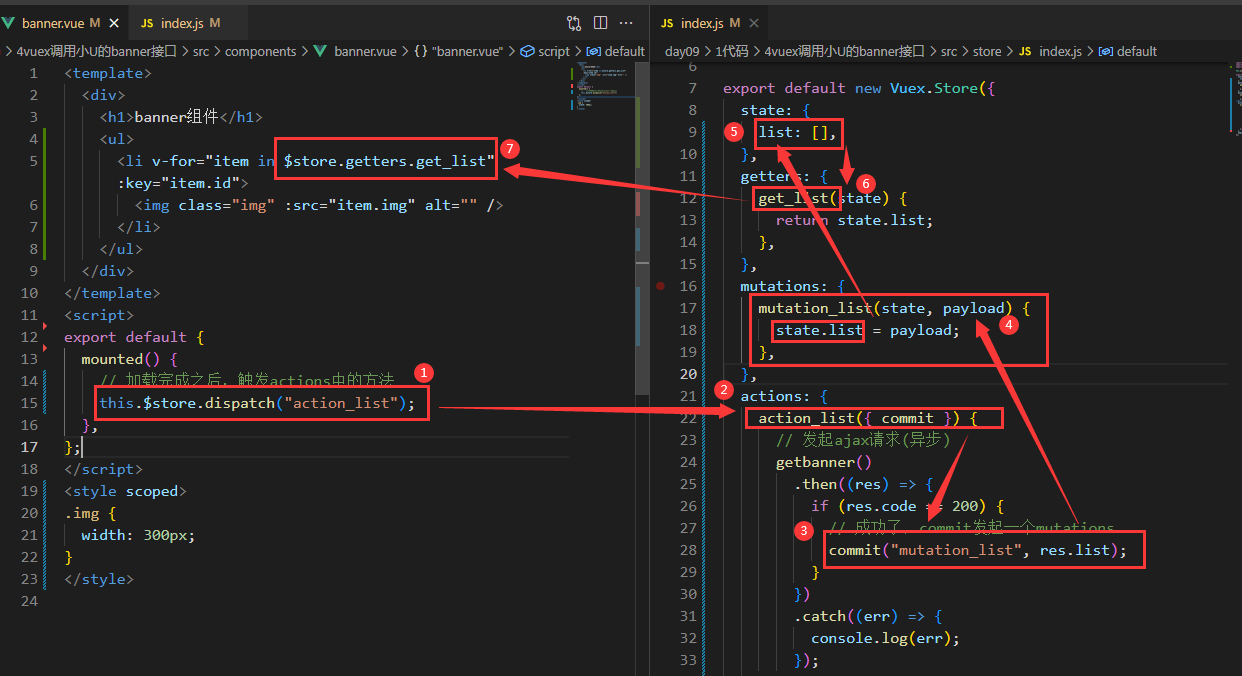 banner.vue M
JS index.js M
4vuex调用小U的banner接口 > src > components > banner.vue > {} "banner.vue" > script > default
1 <template>
2 <div>
3 <h1>banner组件</h1>
4 <ul>
5 <li v-for="item in $store.getters.get_list"
:key="item.id">
6 <img class="img" :src="item.img" alt="" />
7 </li>
8 </ul>
9 </div>
10 </template>
11 <script>
12 export default {
13 mounted() {
14 // 加载完成之后，触发actions中的方法
15 this.$store.dispatch("action_list");
16 },
17 };
18 </script>
19 <style scoped>
20 .img {
21 width: 300px;
22 }
23 </style>
24
7
1
JS index.js M
day09 > 1代码 > 4vuex调用小U的banner接口 > src > store > JS index.js > default
6
7 export default new Vuex.Store({
8 state: {
9 list: [],
10 },
11 getters: {
12 get_list(state) {
13 return state.list;
14 },
15 },
16 mutations: {
17 mutation_list(state, payload) {
18 state.list = payload;
19 },
20 },
21 actions: {
22 action_list({ commit }) {
23 // 发起ajax请求(异步)
24 getbanner()
25 .then((res) => {
26 if (res.code == 200) {
27 // 成功了，commit发起一个mutations
28 commit("mutation_list", res.list);
29 }
30 })
31 .catch((err) => {
32 console.log(err);
33 });
5
6
4
2
3